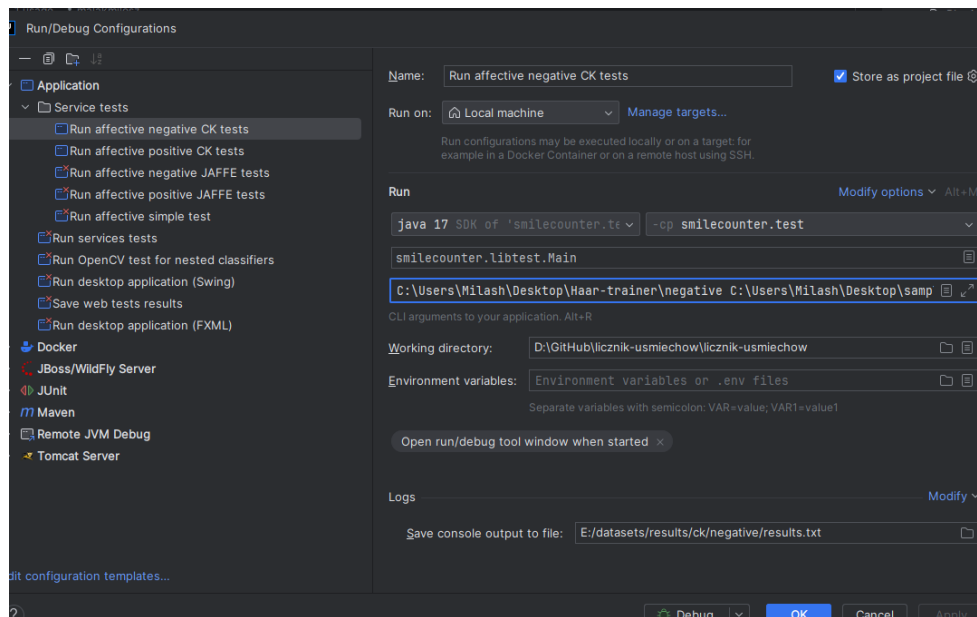 Run/Debug Configurations
Application
Service tests
Run affective negative CK tests
Run affective positive CK tests
Run affective negative JAFFE tests
Run affective positive JAFFE tests
Run affective simple test
Run services tests
Run OpenCV test for nested classifiers
Run desktop application (Swing)
Save web tests results
Run desktop application (FXML)
Docker
JBoss/WildFly Server
JUnit
Maven
Remote JVM Debug
Tomcat Server
dit configuration templates...
?
Name: Run affective negative CK tests Store as project file
Run on: Local machine Manage targets...
Run configurations may be executed locally or on a target: for
example in a Docker Container or on a remote host using SSH.
Run Modify options Alt+M
java 17 SDK of 'smilecounter.te -cp smilecounter.test
smilecounter.libtest.Main
C:\Users\Milash\Desktop\Haar-trainer\negative C:\Users\Milash\Desktop\samp
CLI arguments to your application. Alt+R
Working directory: D:\GitHub\licznik-usmiechow\licznik-usmiechow
Environment variables: Environment variables or .env files
Separate variables with semicolon: VAR=value; VAR1=value1
Open run/debug tool window when started ×
Logs Modify
Save console output to file: E:/datasets/results/ck/negative/results.txt
Debug OK Cancel Apply